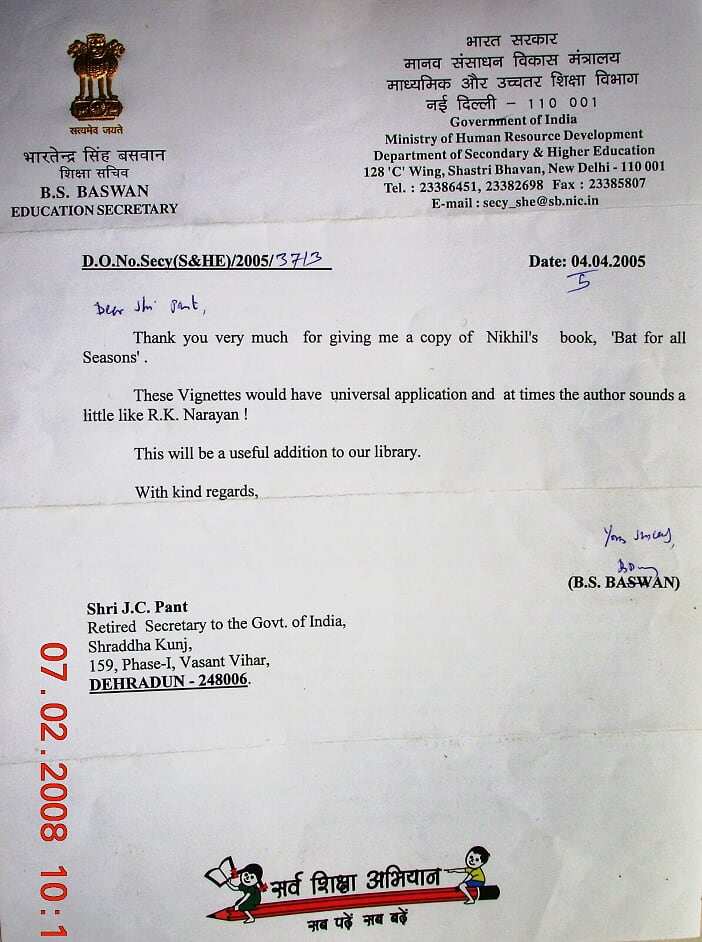 सत्यमेव जयते
भारतेन्द्र सिंह बसवान
शिक्षा सचिव
B.S. BASWAN
EDUCATION SECRETARY
भारत सरकार
मानव संसाधन विकास मंत्रालय
माध्यमिक और उच्चतर शिक्षा विभाग
नई दिल्ली - 110 001
Government of India
Ministry of Human Resource Development
Department of Secondary & Higher Education
128 'C' Wing, Shastri Bhavan, New Delhi - 110 001
Tel. : 23386451, 23382698 Fax : 23385807
E-mail : secy_she@sb.nic.in
D.O.No.Secy(S&HE)/2005/3713
Date: 04.04.2005
5
Dear Shri Pant,
Thank you very much for giving me a copy of Nikhil's book, 'Bat for all
Seasons' .
These Vignettes would have universal application and at times the author sounds a
little like R.K. Narayan !
This will be a useful addition to our library.
With kind regards,
Yours sincerely,
(B.S. BASWAN)
Shri J.C. Pant
Retired Secretary to the Govt. of India,
Shraddha Kunj,
159, Phase-I, Vasant Vihar,
DEHRADUN - 248006.
07.02.2008 10:1
सर्व शिक्षा अभियान
सब पढ़ें सब बढ़ें